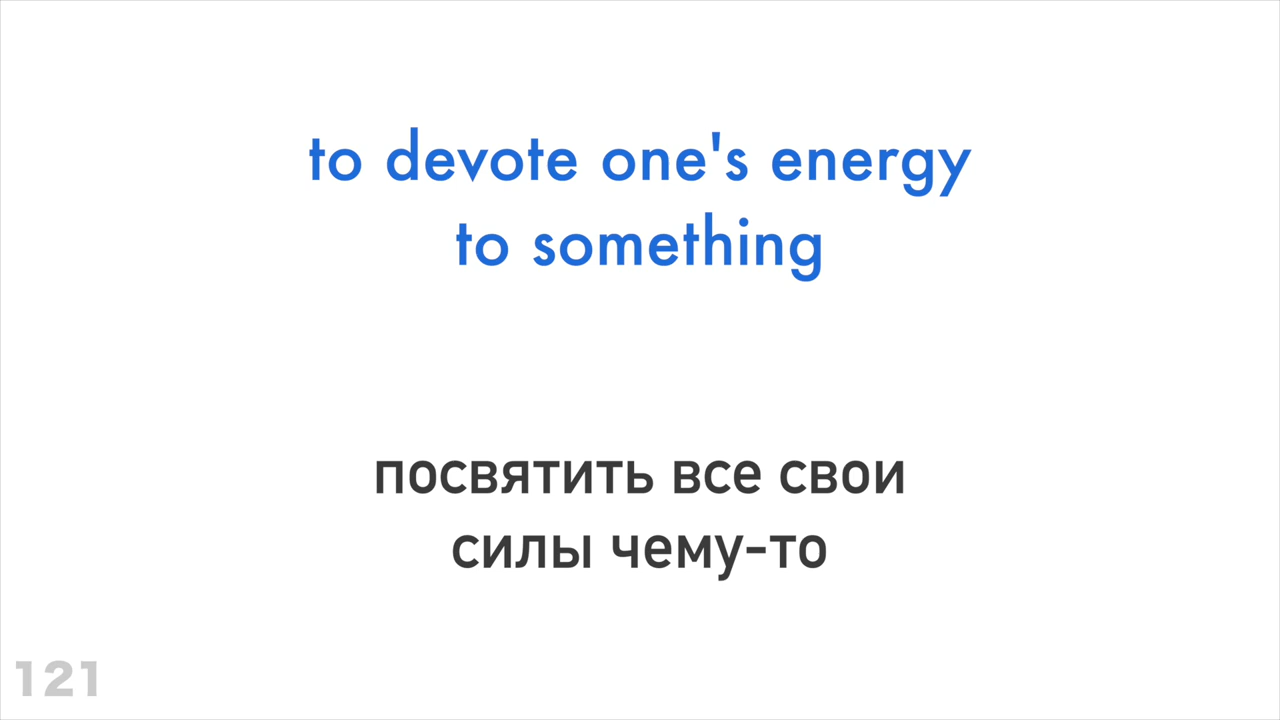 to devote one's energy
to something
посвятить все свои
силы чему-то
121